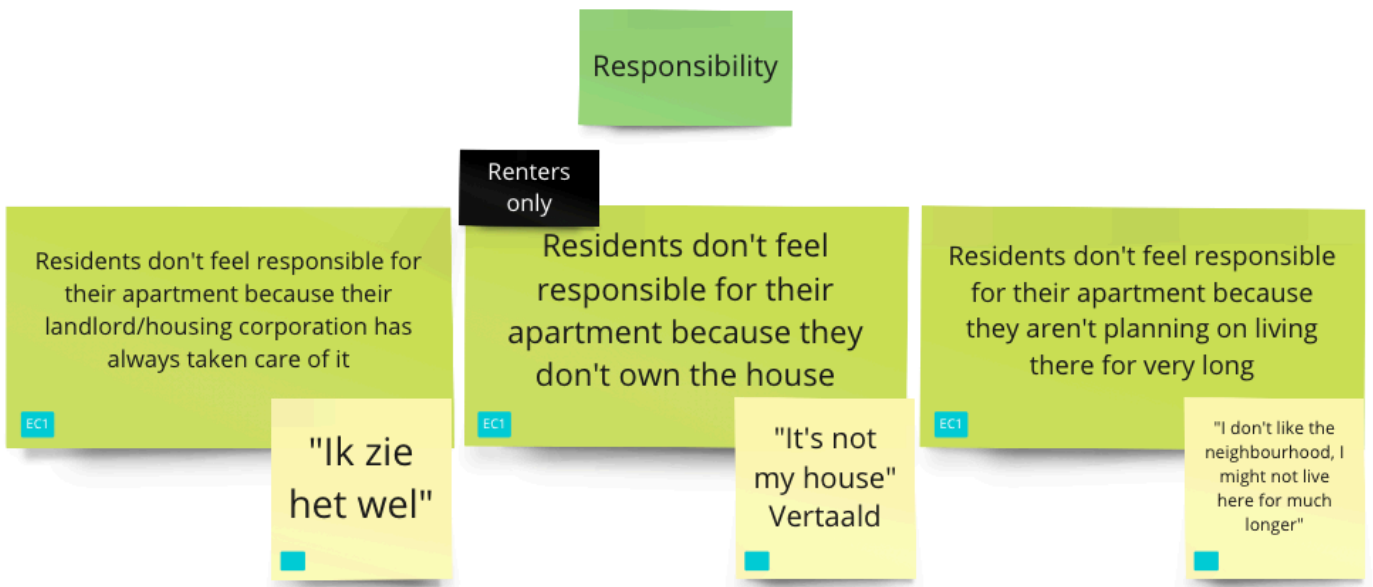 Responsibility
Renters
only
Residents don't feel responsible for
their apartment because their
landlord/housing corporation has
always taken care of it
EC1
"Ik zie
het wel"
Residents don't feel
responsible for their
apartment because they
don't own the house
EC1
"It's not
my house"
Vertaald
Residents don't feel responsible
for their apartment because
they aren't planning on living
there for very long
EC1
"I don't like the
neighbourhood, I
might not live
here for much
longer"